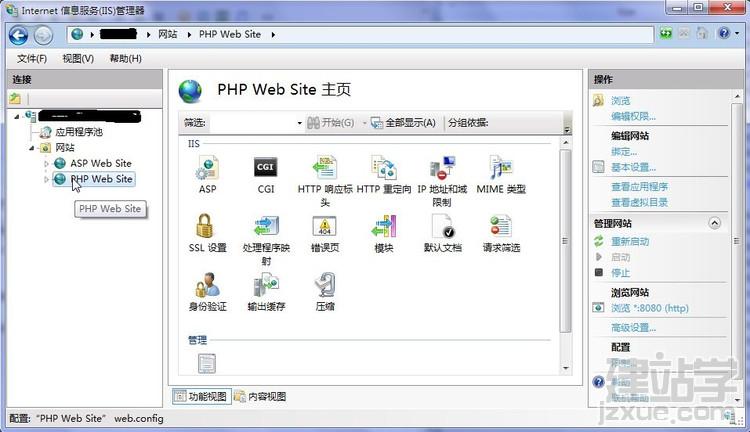 Internet 信息服务(IIS)管理器
网站 PHP Web Site
文件(F) 视图(V) 帮助(H)
连接
应用程序池
网站
ASP Web Site
PHP Web Site
PHP Web Site
PHP Web Site 主页
筛选: 开始(G) 全部显示(A) 分组依据:
IIS
ASP
CGI
HTTP 响应标头
HTTP 重定向
IP 地址和域限制
MIME 类型
SSL 设置
处理程序映射
错误页
404
模块
默认文档
请求筛选
身份验证
输出缓存
压缩
管理
功能视图 内容视图
操作
浏览
编辑权限...
编辑网站
绑定...
基本设置...
查看应用程序
查看虚拟目录
管理网站
重新启动
启动
停止
浏览网站
浏览 *:8080 (http)
高级设置...
配置
帮助
联机帮助
建站学
jzxue.com
配置: "PHP Web Site" web.config